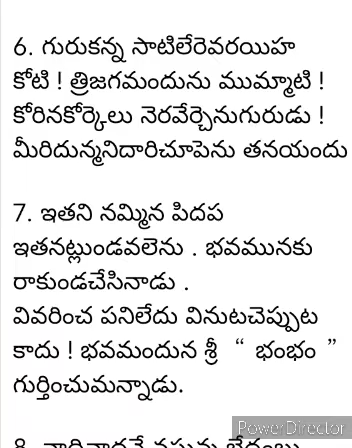 6. గురుకన్న సాటిలేరెవరయిహ
కోటి ! త్రిజగమందును ముమ్మాటి !
కోరినకోర్కెలు నెరవేర్చెనుగురుడు !
మీరిదున్మనిదారిచూపెను తనయందు
7. ఇతని నమ్మిన పిదప
ఇతనట్లుండవలెను . భవమునకు
రాకుండచేసినాడు .
వివరించ పనిలేదు వినుటచెప్పుట
కాదు ! భవమందున శ్రీ “ భంభం ”
గుర్తించుమన్నాడు.
PowerDirector